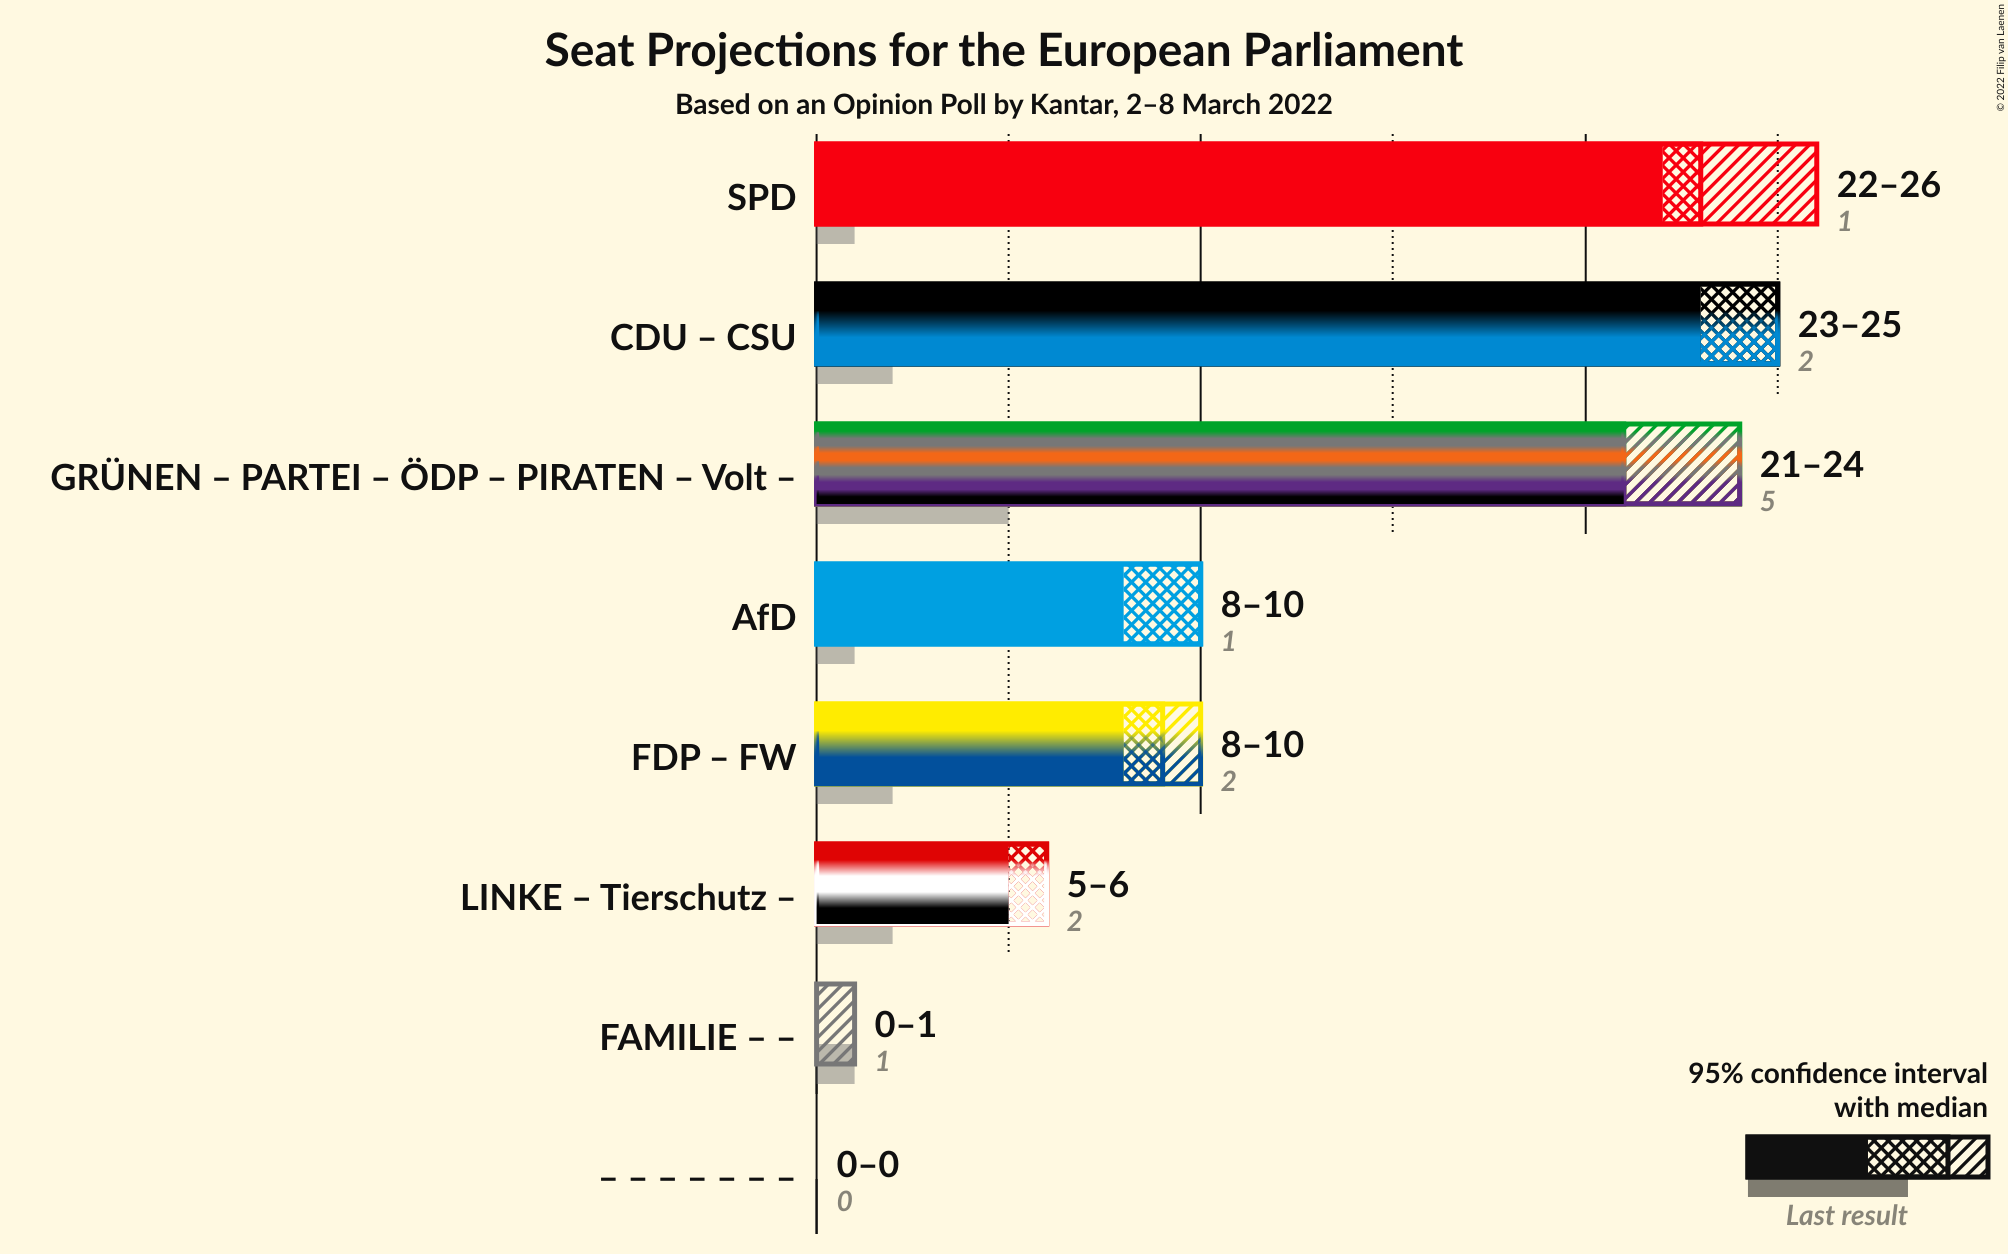 Seat Projections for the European Parliament
Based on an Opinion Poll by Kantar, 2–8 March 2022
© 2022 Filip van Laenen
SPD
22–26
1
CDU – CSU
23–25
2
GRÜNEN – PARTEI – ÖDP – PIRATEN – Volt –
21–24
5
AfD
8–10
1
FDP – FW
8–10
2
LINKE – Tierschutz –
5–6
2
FAMILIE – –
0–1
1
– – – – – – –
0–0
0
95% confidence interval
with median
Last result